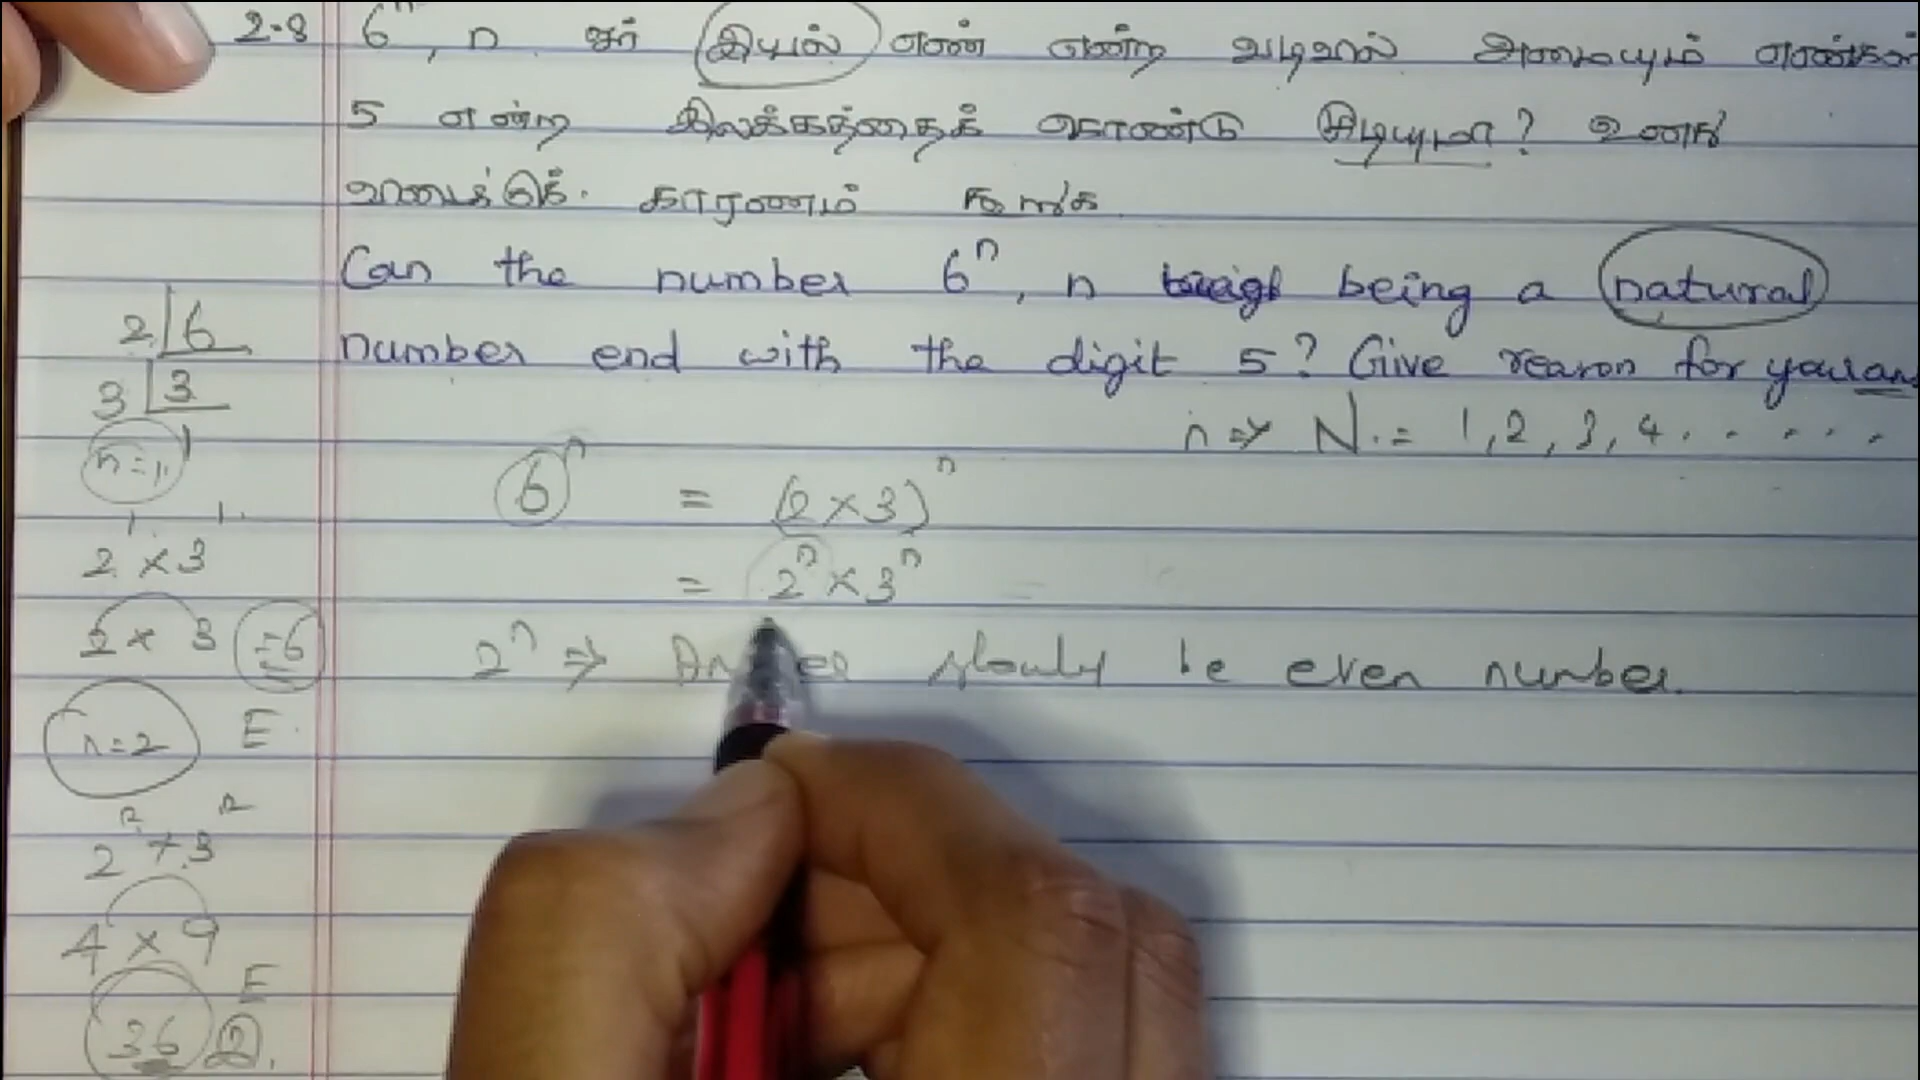 2.8 6ⁿ, n ஓர் இயல் எண் என்ற வடிவில் அமையும் எண்கள்
5 என்ற இலக்கத்தைக் கொண்டு முடியுமா? உனது
காரணம் கூறுக
Can the number 6ⁿ, n being a natural
number end with the digit 5? Give reason for your ans
n ⇒ N = 1, 2, 3, 4 . . . . .
6ⁿ = (2 × 3)ⁿ
= 2ⁿ × 3ⁿ
2ⁿ ⇒ be even number.
2 6
3 3
1
n = 1
2¹ × 3¹
2 × 3 = 6
n = 2 E.
2² × 3²
4 × 9
E
36 இ.